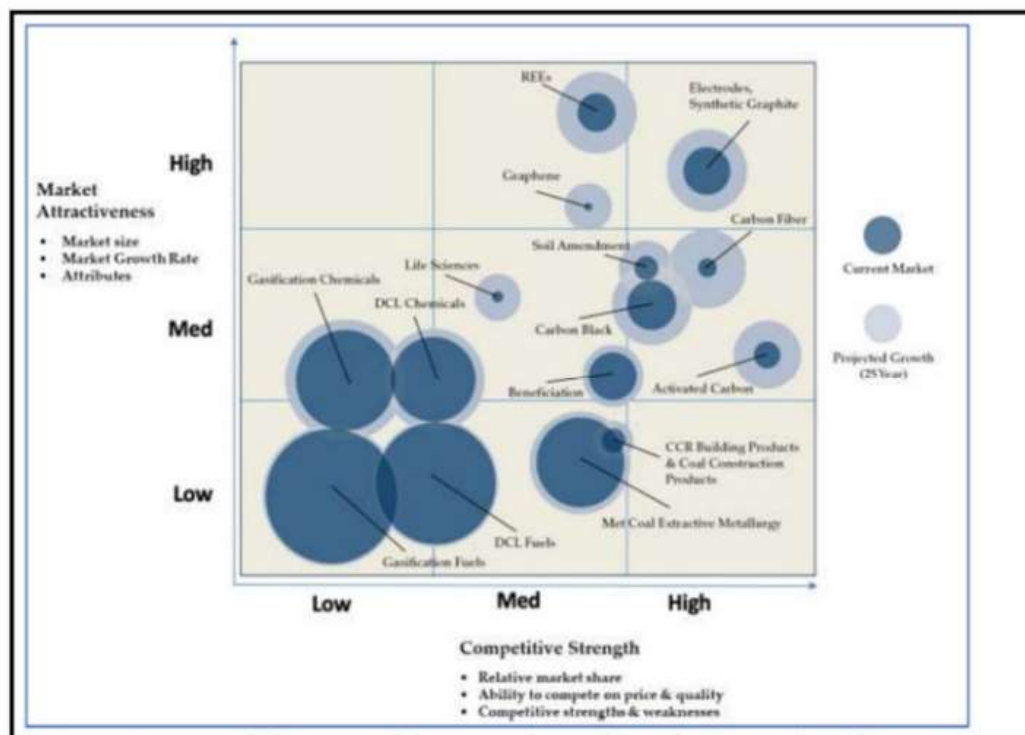 REEs
Electrodes,
Synthetic Graphite
High
Market
Attractiveness
• Market size
• Market Growth Rate
• Attributes
Graphene
Carbon Fiber
Soil Amendment
Life Sciences
Gasification Chemicals
DCL Chemicals
Current Market
Med
Carbon Black
Projected Growth
(25 Year)
Beneficiation
Activated Carbon
CCR Building Products
& Coal Construction
Products
Low
Met Coal Extractive Metallurgy
DCL Fuels
Gasification Fuels
Low
Med
High
Competitive Strength
• Relative market share
• Ability to compete on price & quality
• Competitive strengths & weaknesses